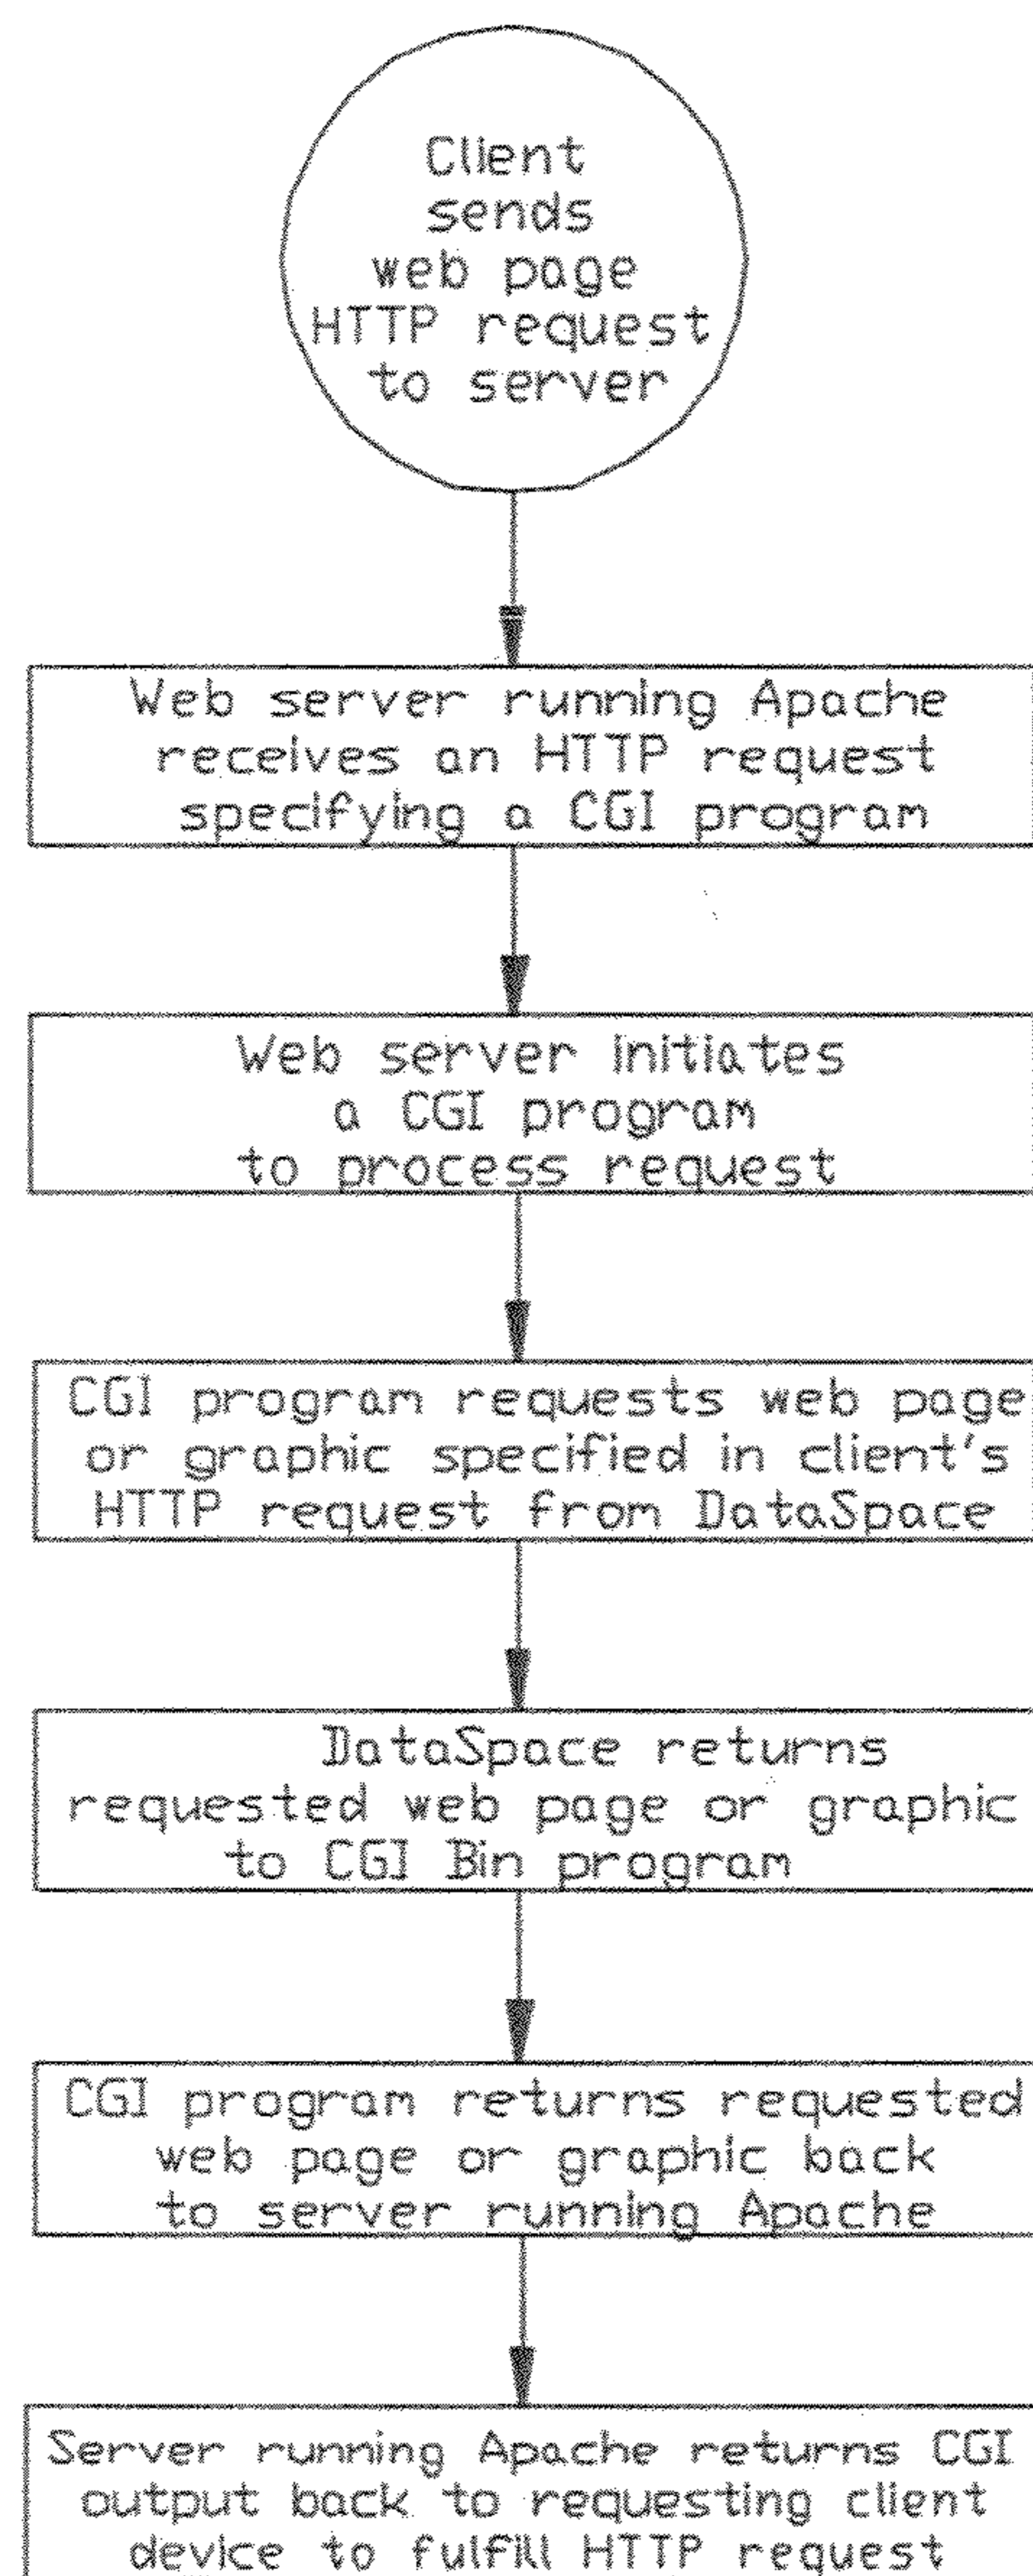 Client
sends
web page
HTTP request
to server
Web server running Apache
receives an HTTP request
specifying a CGI program
Web server initiates
a CGI program
to process request
CGI program requests web page
or graphic specified in client's
HTTP request from DataSpace
DataSpace returns
requested web page or graphic
to CGI Bin program
CGI program returns requested
web page or graphic back
to server running Apache
Server running Apache returns CGI
output back to requesting client
device to fulfill HTTP request